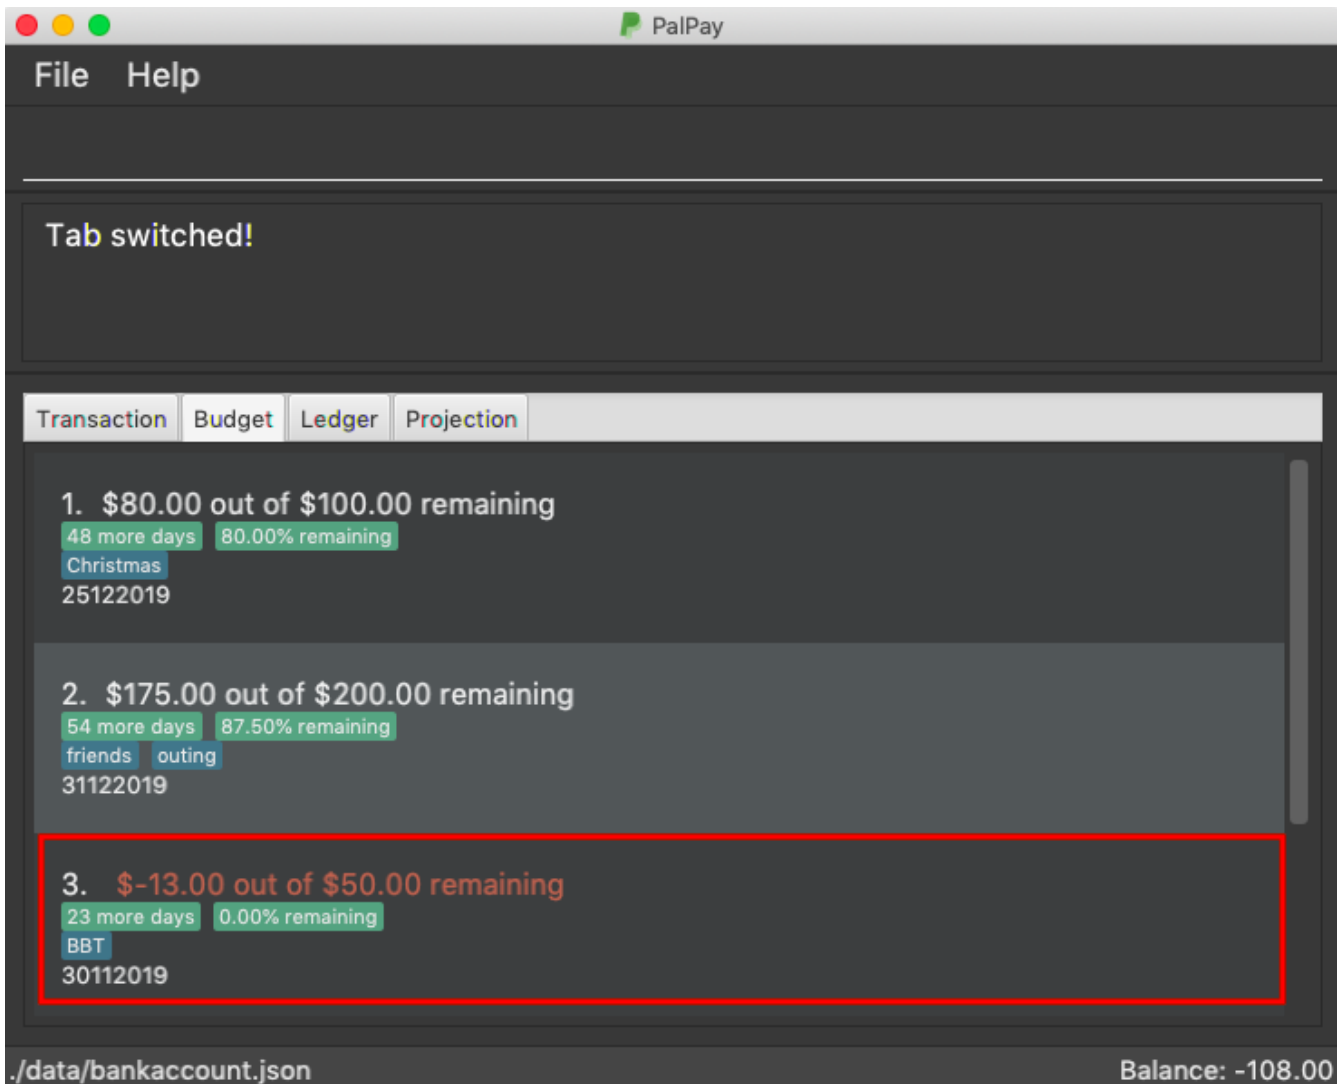 PalPay
File Help
Tab switched!
Transaction Budget Ledger Projection
1. $80.00 out of $100.00 remaining
48 more days 80.00% remaining
Christmas
25122019
2. $175.00 out of $200.00 remaining
54 more days 87.50% remaining
friends outing
31122019
3. $-13.00 out of $50.00 remaining
23 more days 0.00% remaining
BBT
30112019
./data/bankaccount.json Balance: -108.00